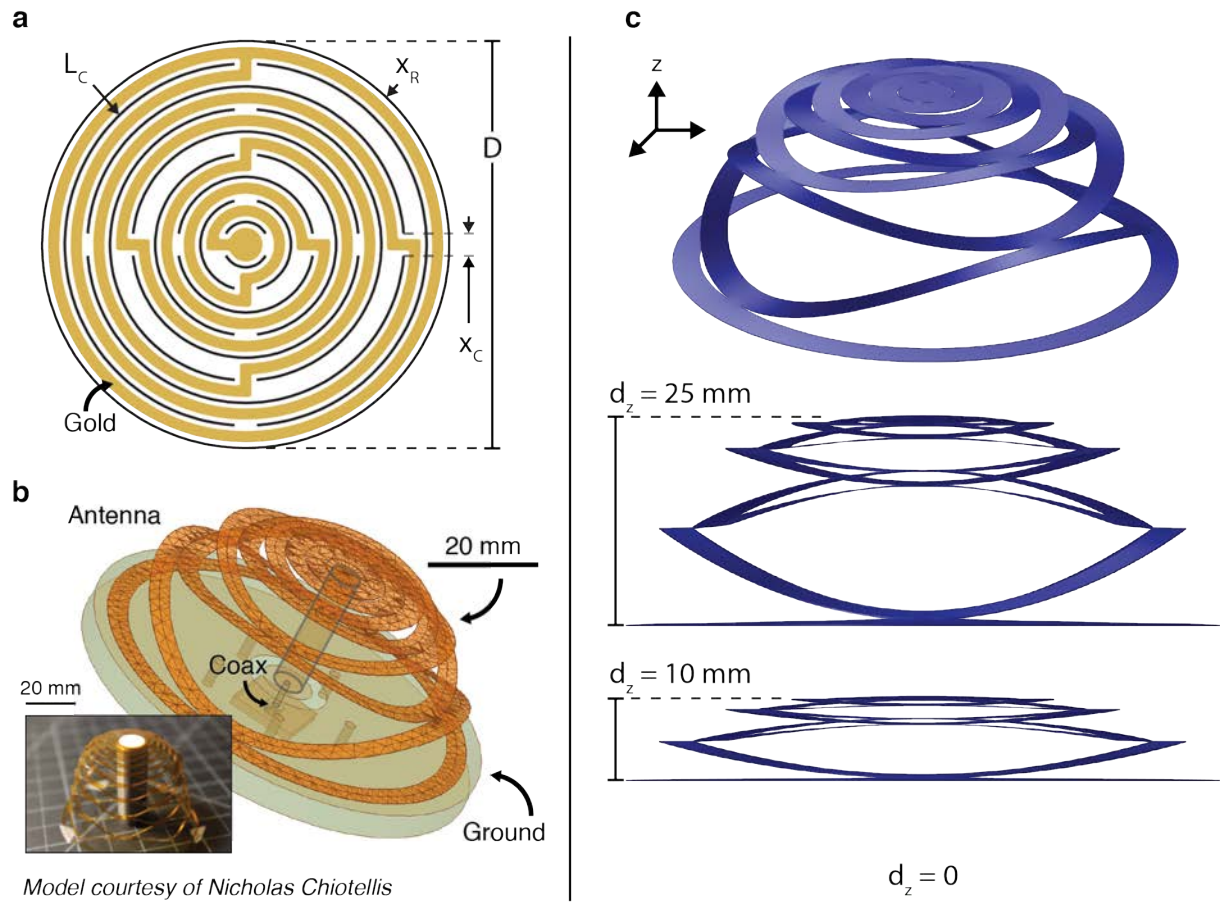 a
L_C
x_R
D
x_C
Gold
b
Antenna
20 mm
Coax
20 mm
Ground
Model courtesy of Nicholas Chiotellis
c
z
d_z = 25 mm
d_z = 10 mm
d_z = 0